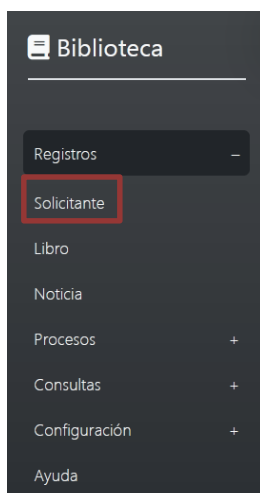 Biblioteca
Registros –
Solicitante
Libro
Noticia
Procesos +
Consultas +
Configuración +
Ayuda